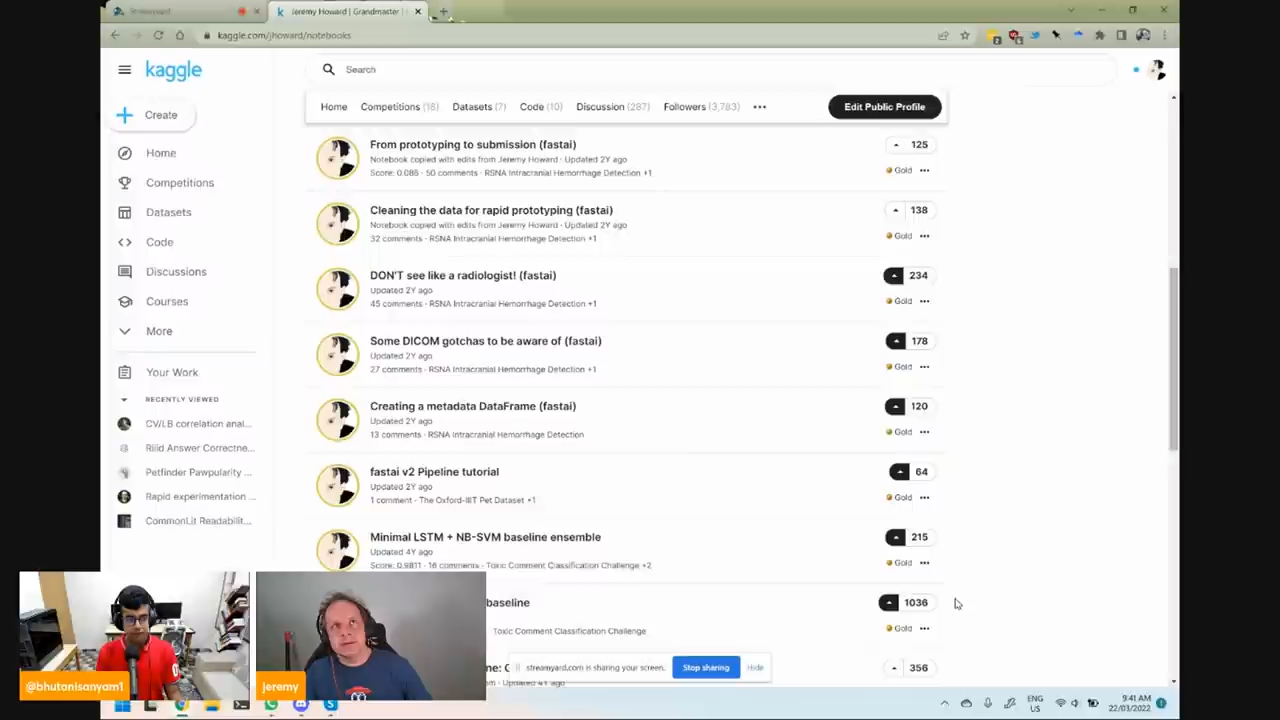 Streamyard
Jeremy Howard | Grandmaster |
kaggle.com/jhoward/notebooks
kaggle
Search
Create
Home
Competitions
Datasets
Code
Discussions
Courses
More
Your Work
RECENTLY VIEWED
CV/LB correlation anal...
Riiid Answer Correctne...
Petfinder Pawpularity ...
Rapid experimentation ...
CommonLit Readabilit...
Home Competitions (18) Datasets (7) Code (10) Discussion (287) Followers (3,783) •••
Edit Public Profile
From prototyping to submission (fastai)
Notebook copied with edits from Jeremy Howard · Updated 2Y ago
Score: 0.086 · 50 comments · RSNA Intracranial Hemorrhage Detection +1
125
Gold •••
Cleaning the data for rapid prototyping (fastai)
Notebook copied with edits from Jeremy Howard · Updated 2Y ago
32 comments · RSNA Intracranial Hemorrhage Detection +1
138
Gold •••
DON'T see like a radiologist! (fastai)
Updated 2Y ago
45 comments · RSNA Intracranial Hemorrhage Detection +1
234
Gold •••
Some DICOM gotchas to be aware of (fastai)
Updated 2Y ago
27 comments · RSNA Intracranial Hemorrhage Detection +1
178
Gold •••
Creating a metadata DataFrame (fastai)
Updated 2Y ago
13 comments · RSNA Intracranial Hemorrhage Detection
120
Gold •••
fastai v2 Pipeline tutorial
Updated 2Y ago
1 comment · The Oxford-IIIT Pet Dataset +1
64
Gold •••
Minimal LSTM + NB-SVM baseline ensemble
Updated 4Y ago
Score: 0.9811 · 16 comments · Toxic Comment Classification Challenge +2
215
Gold •••
baseline
Toxic Comment Classification Challenge
1036
Gold •••
356
Updated 4Y ago
streamyard.com is sharing your screen.
Stop sharing
Hide
@bhutanisanyam1
jeremy
ENG
US
9:41 AM
22/03/2022